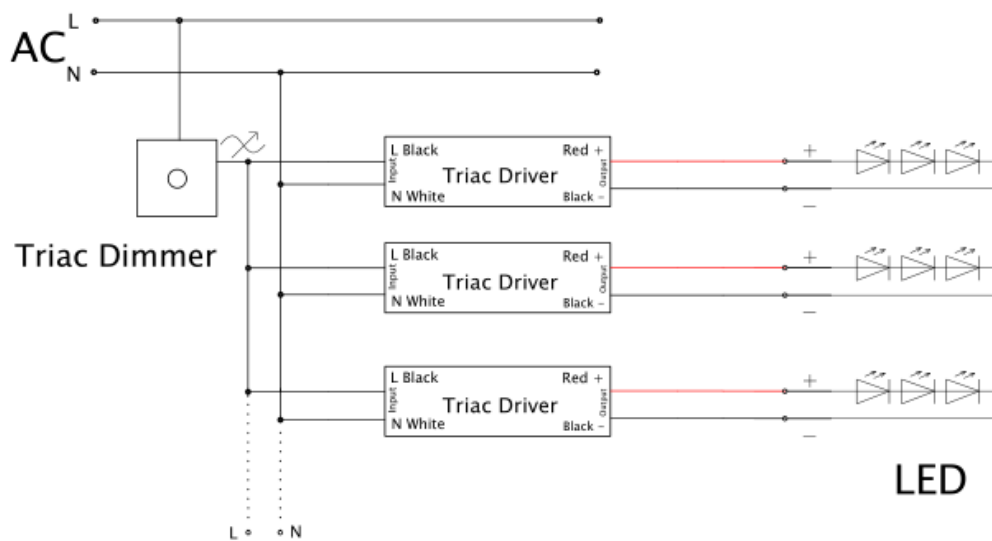 L
AC
N
L Black
Red +
Input
Triac Driver
Output
N White
Black -
Triac Dimmer
L Black
Red +
Input
Triac Driver
Output
N White
Black -
L Black
Red +
Input
Triac Driver
Output
N White
Black -
+
−
+
−
+
−
LED
L
N